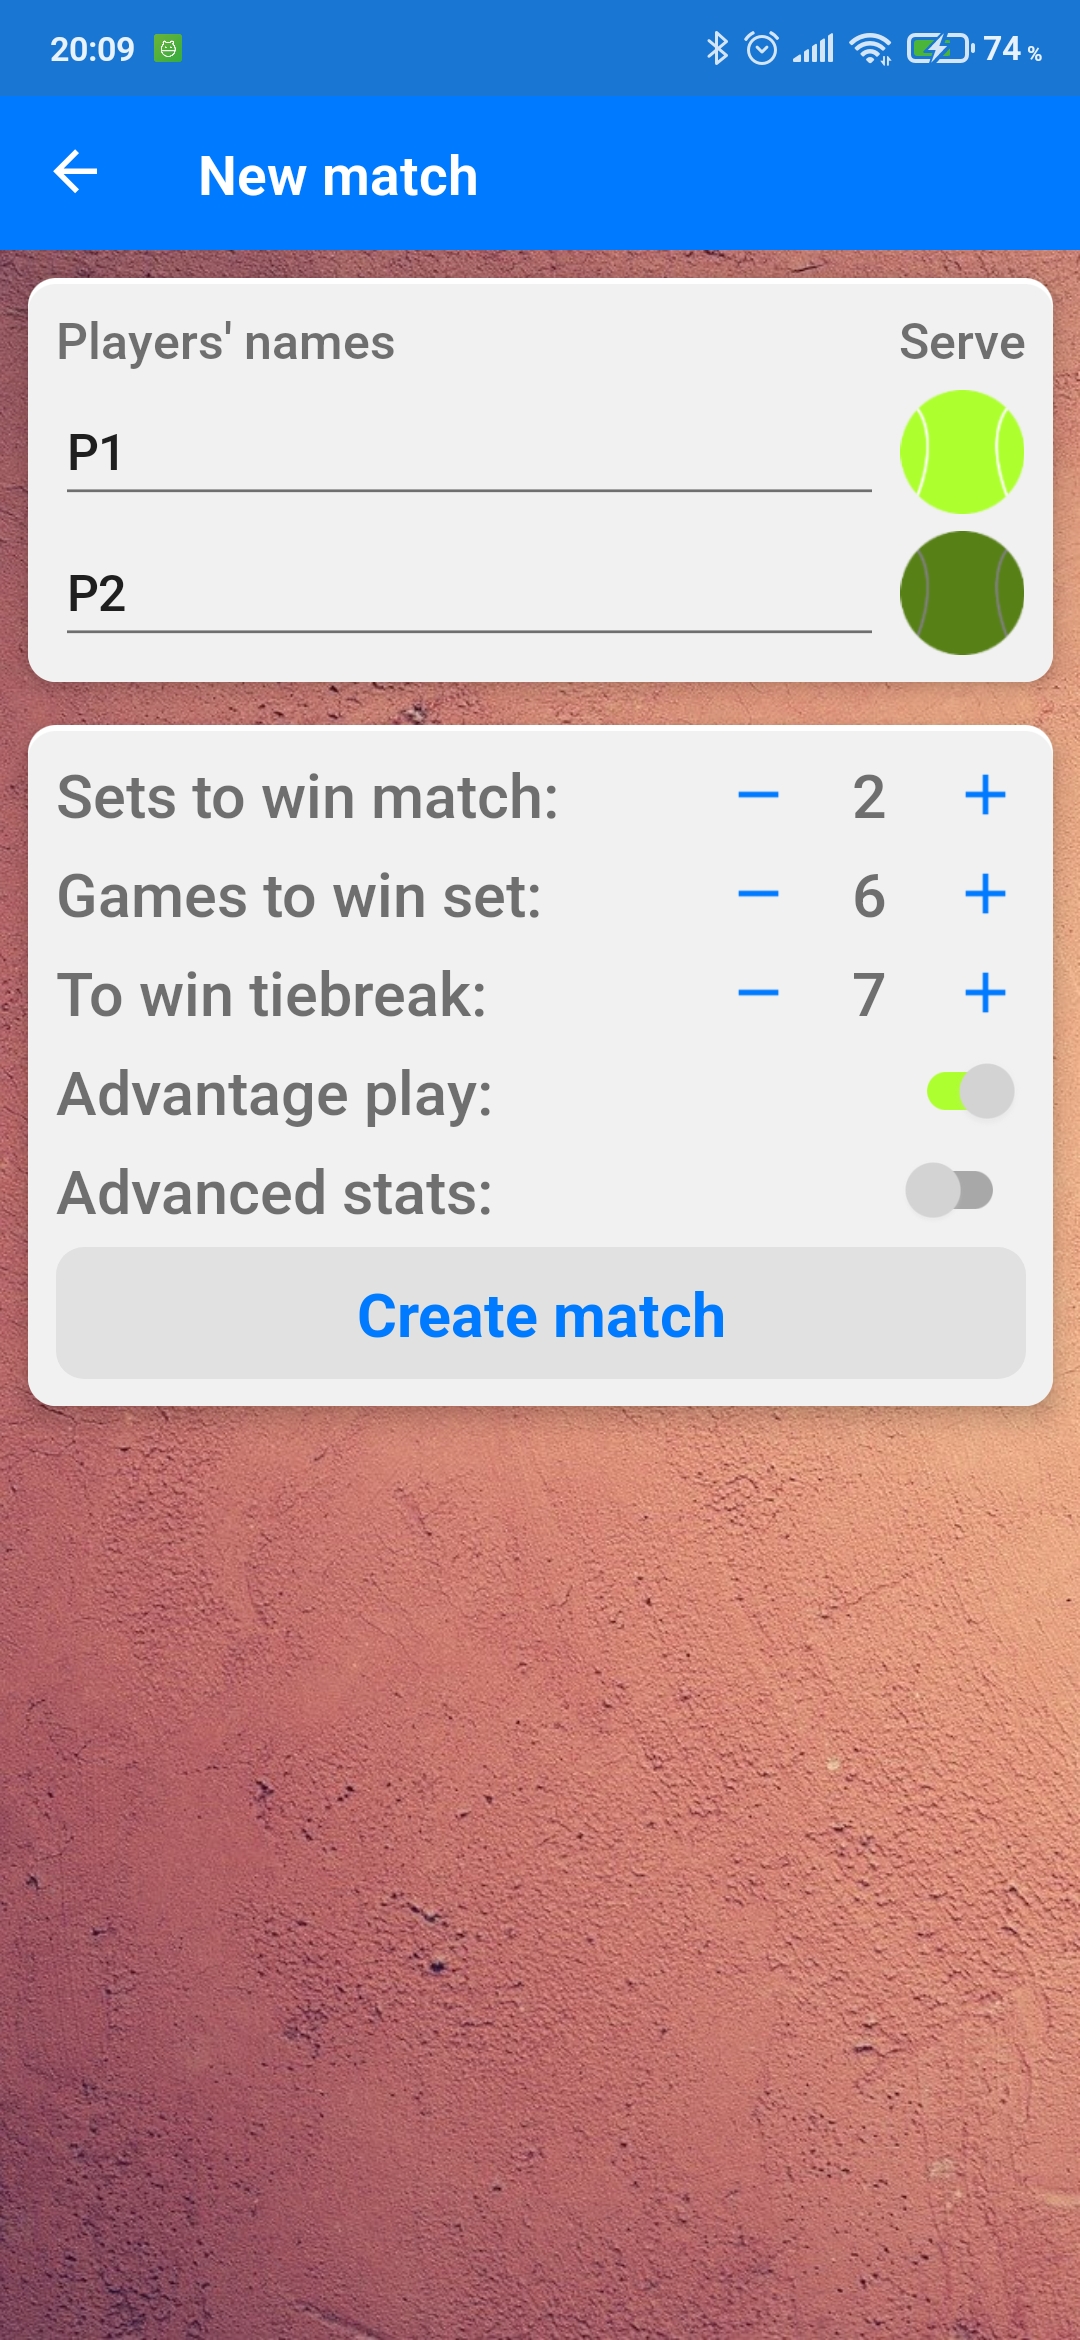 20:09 74 %
New match
Players' names Serve
P1
P2
Sets to win match: 2
Games to win set: 6
To win tiebreak: 7
Advantage play:
Advanced stats:
Create match